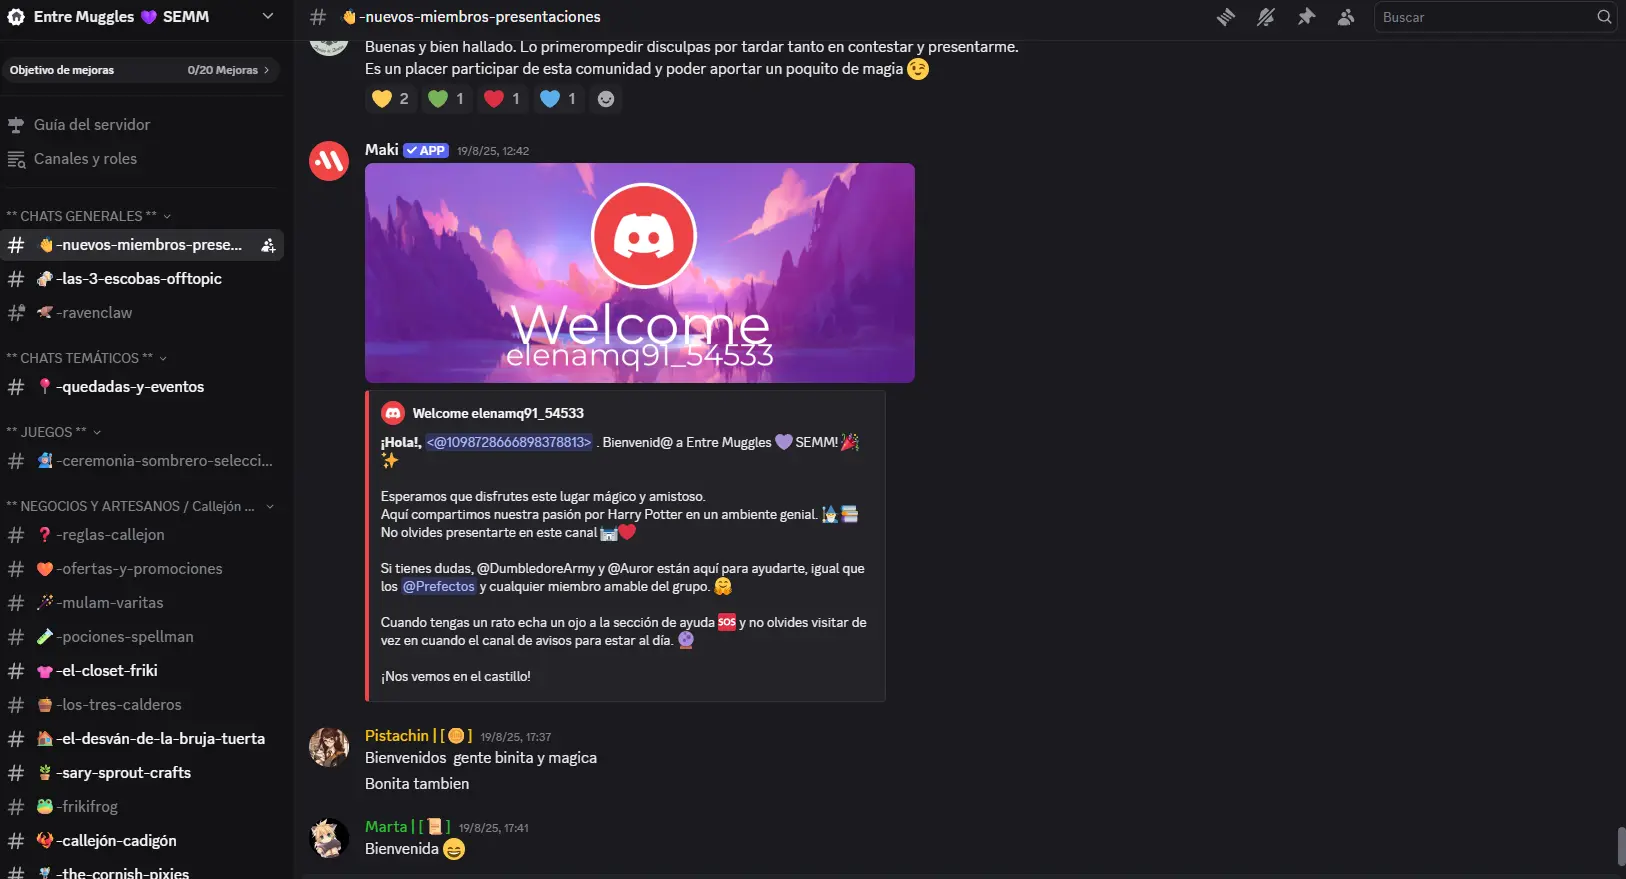 Entre Muggles 💜 SEMM
Objetivo de mejoras 0/20 Mejoras
Guía del servidor
Canales y roles
** CHATS GENERALES **
👋-nuevos-miembros-prese...
-las-3-escobas-offtopic
-ravenclaw
** CHATS TEMÁTICOS **
📍-quedadas-y-eventos
** JUEGOS **
-ceremonia-sombrero-selecci...
** NEGOCIOS Y ARTESANOS / Callejón ...
❓-reglas-callejon
-ofertas-y-promociones
-mulam-varitas
-pociones-spellman
-el-closet-friki
-los-tres-calderos
-el-desván-de-la-bruja-tuerta
-sary-sprout-crafts
-frikifrog
-callejón-cadigón
-the-cornish-pixies
👋-nuevos-miembros-presentaciones
Buscar
Buenas y bien hallado. Lo primerompedir disculpas por tardar tanto en contestar y presentarme.
Es un placer participar de esta comunidad y poder aportar un poquito de magia 😉
💛 2 💚 1 ❤️ 1 💙 1
Maki APP 19/8/25, 12:42
Welcome
elenamq91_54533
Welcome elenamq91_54533
¡Hola!, <@1098728666898378813> . Bienvenid@ a Entre Muggles 💜 SEMM! 🎉
✨
Esperamos que disfrutes este lugar mágico y amistoso.
Aquí compartimos nuestra pasión por Harry Potter en un ambiente genial. 🧙‍♂️📚
No olvides presentarte en este canal 🏰❤️
Si tienes dudas, @DumbledoreArmy y @Auror están aquí para ayudarte, igual que
los @Prefectos y cualquier miembro amable del grupo. 🤗
Cuando tengas un rato echa un ojo a la sección de ayuda 🆘 y no olvides visitar de
vez en cuando el canal de avisos para estar al día. 🔮
¡Nos vemos en el castillo!
Pistachin | [ 🪙 ] 19/8/25, 17:37
Bienvenidos gente binita y magica
Bonita tambien
Marta | [ 📜 ] 19/8/25, 17:41
Bienvenida 😄